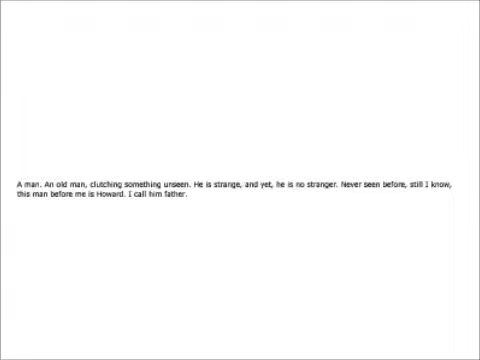 A man. An old man, clutching something unseen. He is strange, and yet, he is no stranger. Never seen before, still I know,
this man before me is Howard. I call him father.